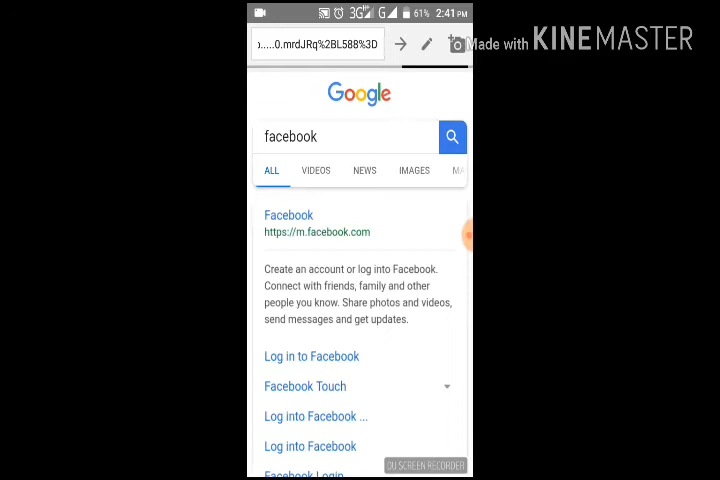 3G G 61% 2:41 PM
o.....0.mrdJRq%2BL588%3D
Made with KINEMASTER
Google
facebook
ALL VIDEOS NEWS IMAGES MA
Facebook
https://m.facebook.com
Create an account or log into Facebook.
Connect with friends, family and other
people you know. Share photos and videos,
send messages and get updates.
Log in to Facebook
Facebook Touch
Log into Facebook ...
Log into Facebook
Facebook Login
DU SCREEN RECORDER